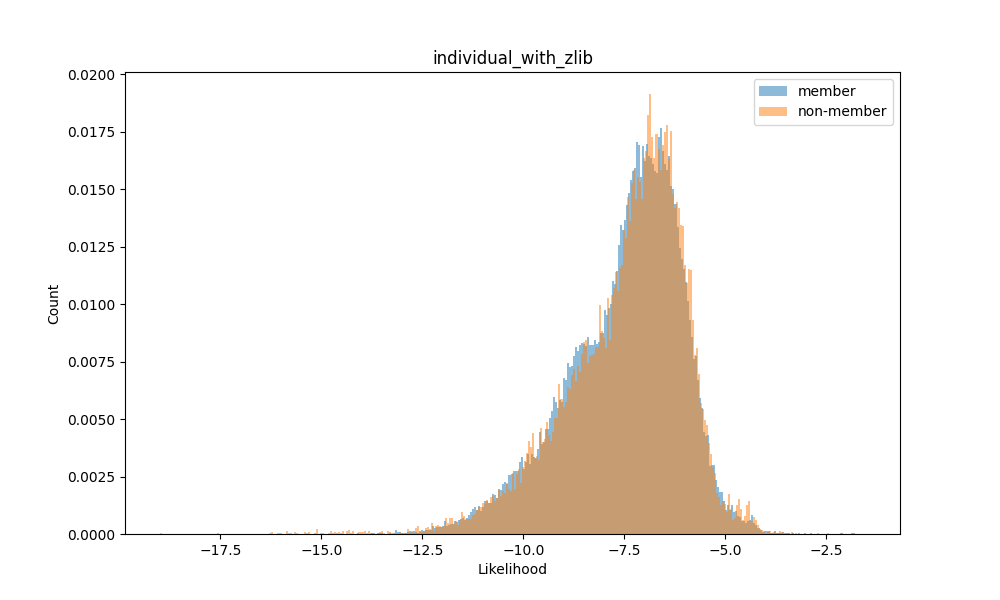 individual_with_zlib
member
non-member
0.0200
0.0175
0.0150
0.0125
0.0100
0.0075
0.0050
0.0025
0.0000
Count
−17.5 −15.0 −12.5 −10.0 −7.5 −5.0 −2.5
Likelihood